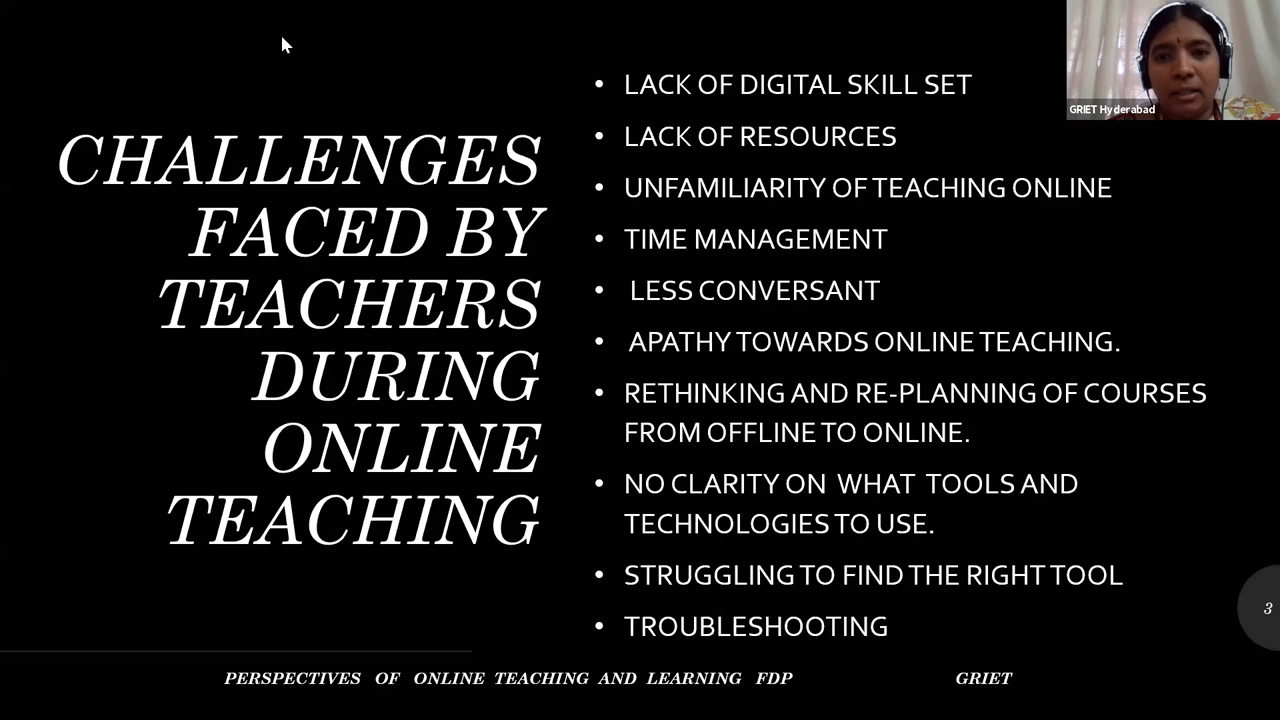 CHALLENGES
FACED BY
TEACHERS
DURING
ONLINE
TEACHING
• LACK OF DIGITAL SKILL SET
• LACK OF RESOURCES
• UNFAMILIARITY OF TEACHING ONLINE
• TIME MANAGEMENT
• LESS CONVERSANT
• APATHY TOWARDS ONLINE TEACHING.
• RETHINKING AND RE-PLANNING OF COURSES
FROM OFFLINE TO ONLINE.
• NO CLARITY ON WHAT TOOLS AND
TECHNOLOGIES TO USE.
• STRUGGLING TO FIND THE RIGHT TOOL
• TROUBLESHOOTING
GRIET Hyderabad
3
PERSPECTIVES OF ONLINE TEACHING AND LEARNING FDP GRIET